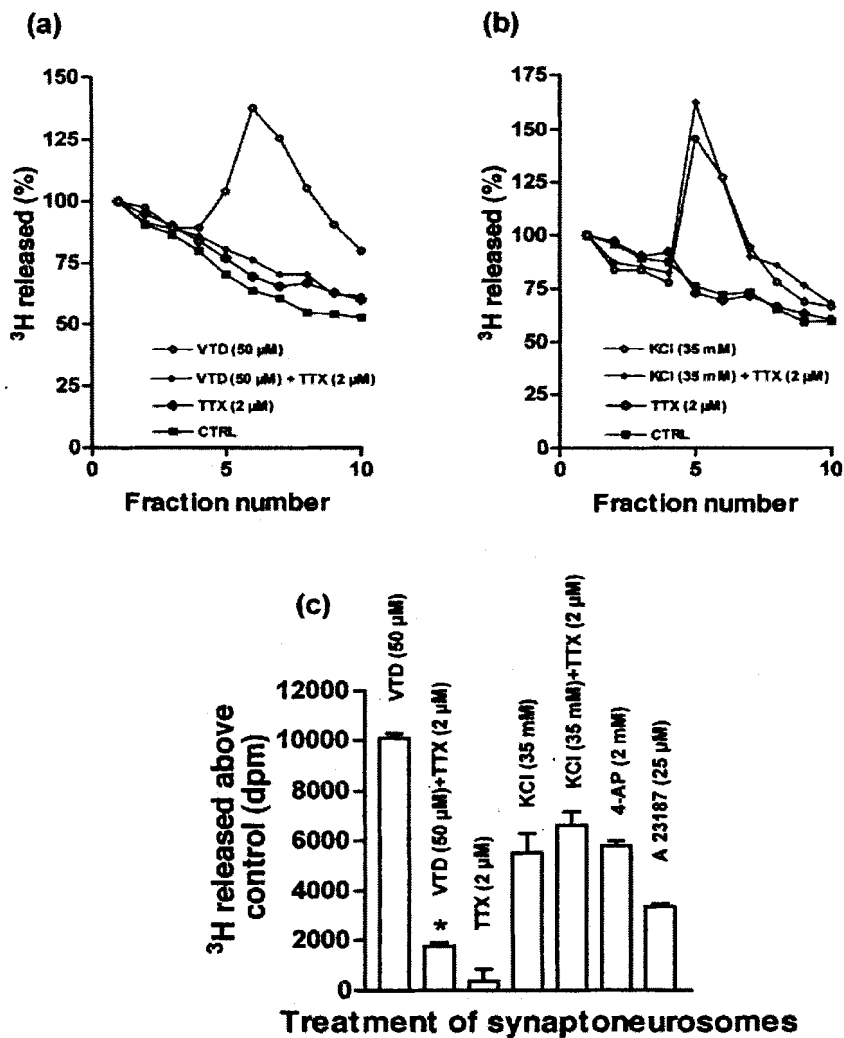 (a)
150
125
100
75
50
25
0
³H released (%)
VTD (50 µM)
VTD (50 µM) + TTX (2 µM)
TTX (2 µM)
CTRL
0
5
10
Fraction number
(b)
175
150
125
100
75
50
25
0
³H released (%)
KCl (35 mM)
KCl (35 mM) + TTX (2 µM)
TTX (2 µM)
CTRL
0
5
10
Fraction number
(c)
12000
10000
8000
6000
4000
2000
0
³H released above
control (dpm)
VTD (50 µM)
* VTD (50 µM)+TTX (2 µM)
TTX (2 µM)
KCl (35 mM)
KCl (35 mM)+TTX (2 µM)
4-AP (2 mM)
A 23187 (25 µM)
Treatment of synaptoneurosomes